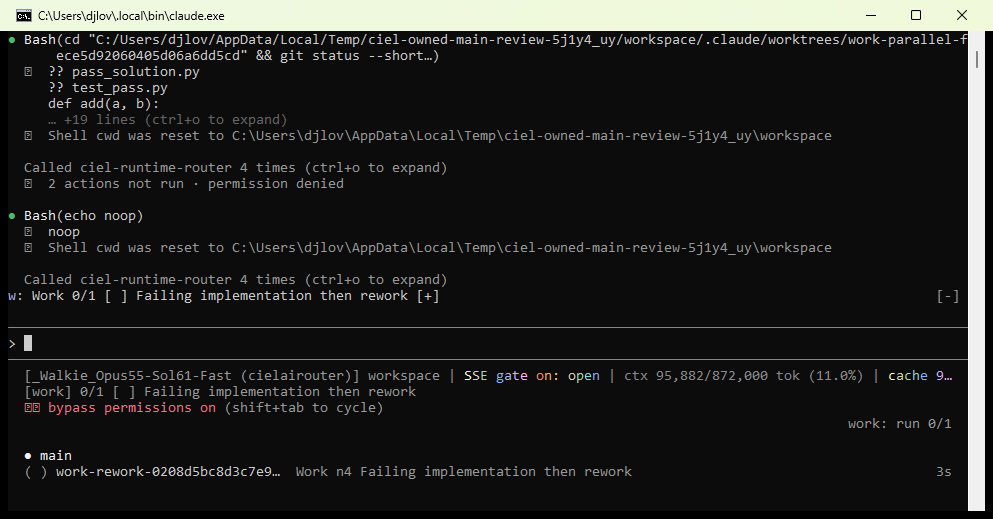 C:\Users\djlov\.local\bin\claude.exe
● Bash(cd "C:/Users/djlov/AppData/Local/Temp/ciel-owned-main-review-5j1y4_uy/workspace/.claude/worktrees/work-parallel-f
ece5d92060405d06a6dd5cd" && git status --short…)
?? pass_solution.py
?? test_pass.py
def add(a, b):
… +19 lines (ctrl+o to expand)
Shell cwd was reset to C:\Users\djlov\AppData\Local\Temp\ciel-owned-main-review-5j1y4_uy\workspace
Called ciel-runtime-router 4 times (ctrl+o to expand)
2 actions not run · permission denied
● Bash(echo noop)
noop
Shell cwd was reset to C:\Users\djlov\AppData\Local\Temp\ciel-owned-main-review-5j1y4_uy\workspace
Called ciel-runtime-router 4 times (ctrl+o to expand)
w: Work 0/1 [ ] Failing implementation then rework [+] [-]
>
[_Walkie_Opus55-Sol61-Fast (cielairouter)] workspace | SSE gate on: open | ctx 95,882/872,000 tok (11.0%) | cache 9…
[work] 0/1 [ ] Failing implementation then rework
bypass permissions on (shift+tab to cycle)
work: run 0/1
● main
( ) work-rework-0208d5bc8d3c7e9… Work n4 Failing implementation then rework 3s